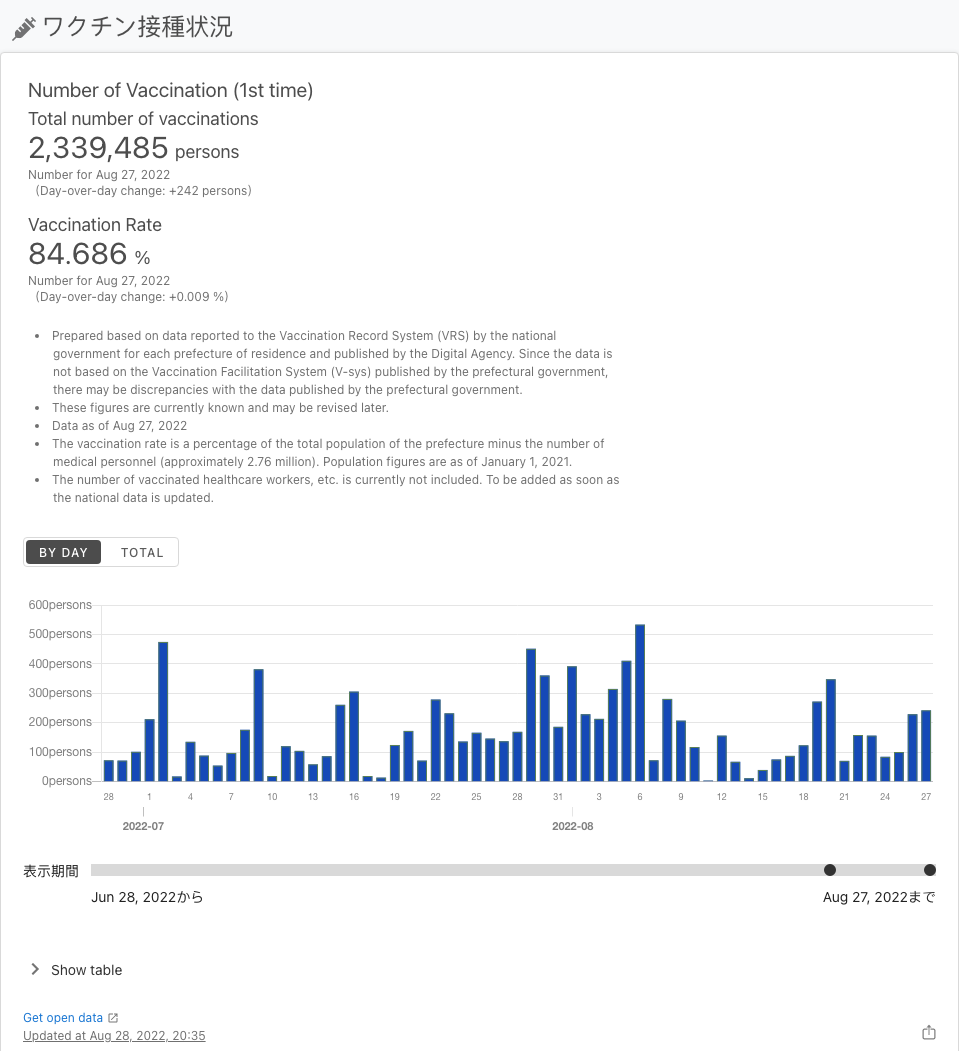 ワクチン接種状況
Number of Vaccination (1st time)
Total number of vaccinations
2,339,485 persons
Number for Aug 27, 2022
(Day-over-day change: +242 persons)
Vaccination Rate
84.686 %
Number for Aug 27, 2022
(Day-over-day change: +0.009 %)
• Prepared based on data reported to the Vaccination Record System (VRS) by the national
government for each prefecture of residence and published by the Digital Agency. Since the data is
not based on the Vaccination Facilitation System (V-sys) published by the prefectural government,
there may be discrepancies with the data published by the prefectural government.
• These figures are currently known and may be revised later.
• Data as of Aug 27, 2022
• The vaccination rate is a percentage of the total population of the prefecture minus the number of
medical personnel (approximately 2.76 million). Population figures are as of January 1, 2021.
• The number of vaccinated healthcare workers, etc. is currently not included. To be added as soon as
the national data is updated.
BY DAY TOTAL
600persons
500persons
400persons
300persons
200persons
100persons
0persons
28 1 4 7 10 13 16 19 22 25 28 31 3 6 9 12 15 18 21 24 27
2022-07 2022-08
表示期間
Jun 28, 2022から Aug 27, 2022まで
Show table
Get open data
Updated at Aug 28, 2022, 20:35